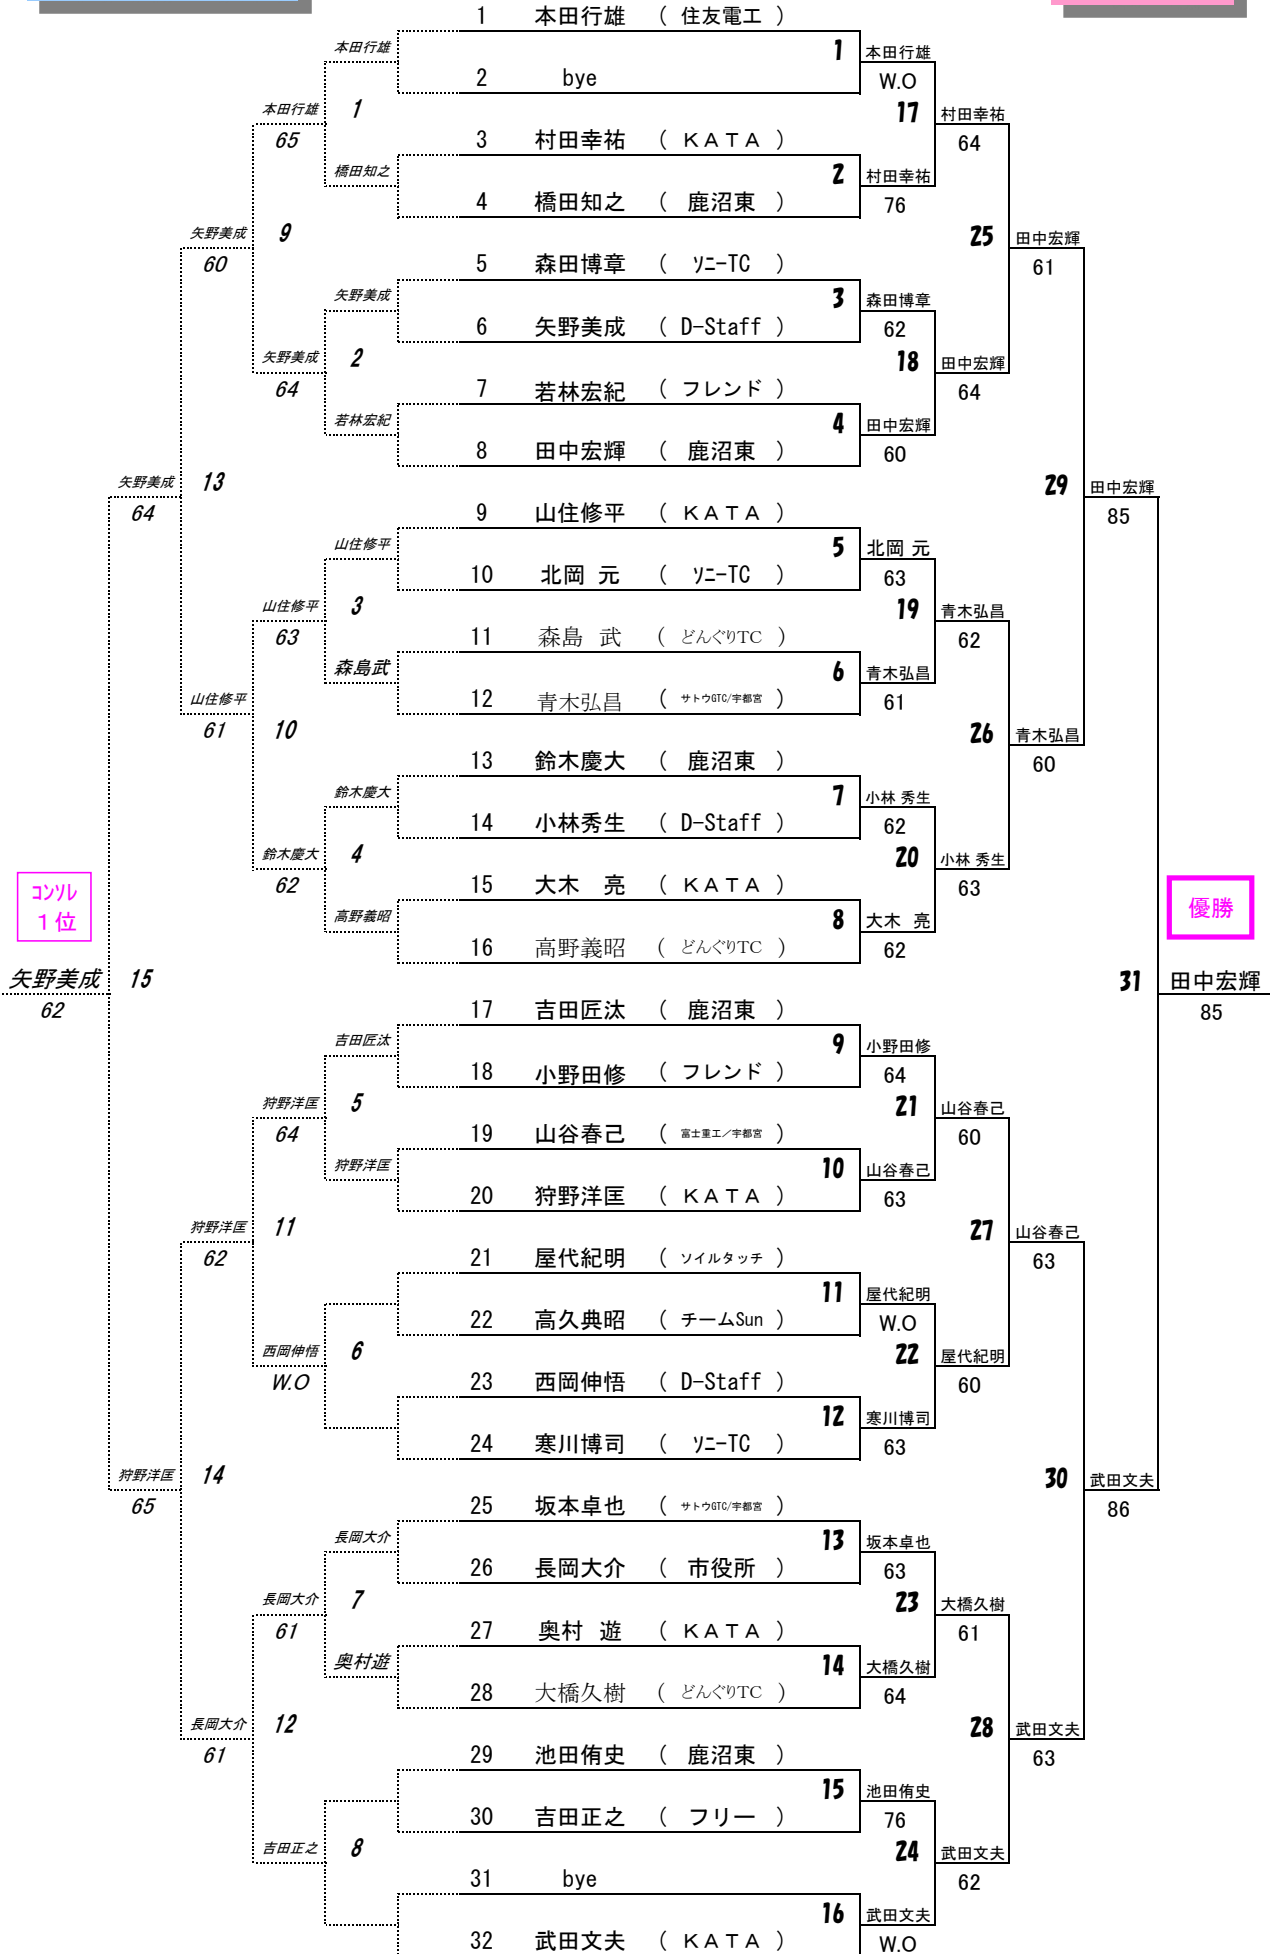 1 本田行雄 ( 住友電工 )
本田行雄 1 本田行雄
2 bye W.O
本田行雄 1 17 村田幸祐
65 3 村田幸祐 ( KATA ) 64
橋田知之 2 村田幸祐
4 橋田知之 ( 鹿沼東 ) 76
矢野美成 9 25 田中宏輝
60 5 森田博章 ( ソニーTC ) 61
矢野美成 3 森田博章
6 矢野美成 ( D-Staff ) 62
矢野美成 2 18 田中宏輝
64 7 若林宏紀 ( フレンド ) 64
若林宏紀 4 田中宏輝
8 田中宏輝 ( 鹿沼東 ) 60
矢野美成 13 29 田中宏輝
64 9 山住修平 ( KATA ) 85
山住修平 5 北岡 元
10 北岡 元 ( ソニーTC ) 63
山住修平 3 19 青木弘昌
63 11 森島 武 ( どんぐりTC ) 62
森島武 6 青木弘昌
山住修平 12 青木弘昌 ( サトウGTC/宇都宮 ) 61
61 10 26 青木弘昌
13 鈴木慶大 ( 鹿沼東 ) 60
鈴木慶大 7 小林 秀生
14 小林秀生 ( D-Staff ) 62
鈴木慶大 4 20 小林 秀生
62 15 大木 亮 ( KATA ) 63
コンソル
1位
優勝
高野義昭 8 大木 亮
16 高野義昭 ( どんぐりTC ) 62
矢野美成 15 31 田中宏輝
62 17 吉田匠汰 ( 鹿沼東 ) 85
吉田匠汰 9 小野田修
18 小野田修 ( フレンド ) 64
狩野洋匡 5 21 山谷春己
64 19 山谷春己 ( 富士重工/宇都宮 ) 60
狩野洋匡 10 山谷春己
20 狩野洋匡 ( KATA ) 63
狩野洋匡 11 27 山谷春己
62 21 屋代紀明 ( ソイルタッチ ) 63
11 屋代紀明
22 高久典昭 ( チームSun ) W.O
西岡伸悟 6 22 屋代紀明
W.O 23 西岡伸悟 ( D-Staff ) 60
12 寒川博司
24 寒川博司 ( ソニーTC ) 63
狩野洋匡 14 30 武田文夫
65 25 坂本卓也 ( サトウGTC/宇都宮 ) 86
長岡大介 13 坂本卓也
26 長岡大介 ( 市役所 ) 63
長岡大介 7 23 大橋久樹
61 27 奥村 遊 ( KATA ) 61
奥村遊 14 大橋久樹
28 大橋久樹 ( どんぐりTC ) 64
長岡大介 12 28 武田文夫
61 29 池田侑史 ( 鹿沼東 ) 63
15 池田侑史
30 吉田正之 ( フリー ) 76
吉田正之 8 24 武田文夫
31 bye 62
16 武田文夫
32 武田文夫 ( KATA ) W.O